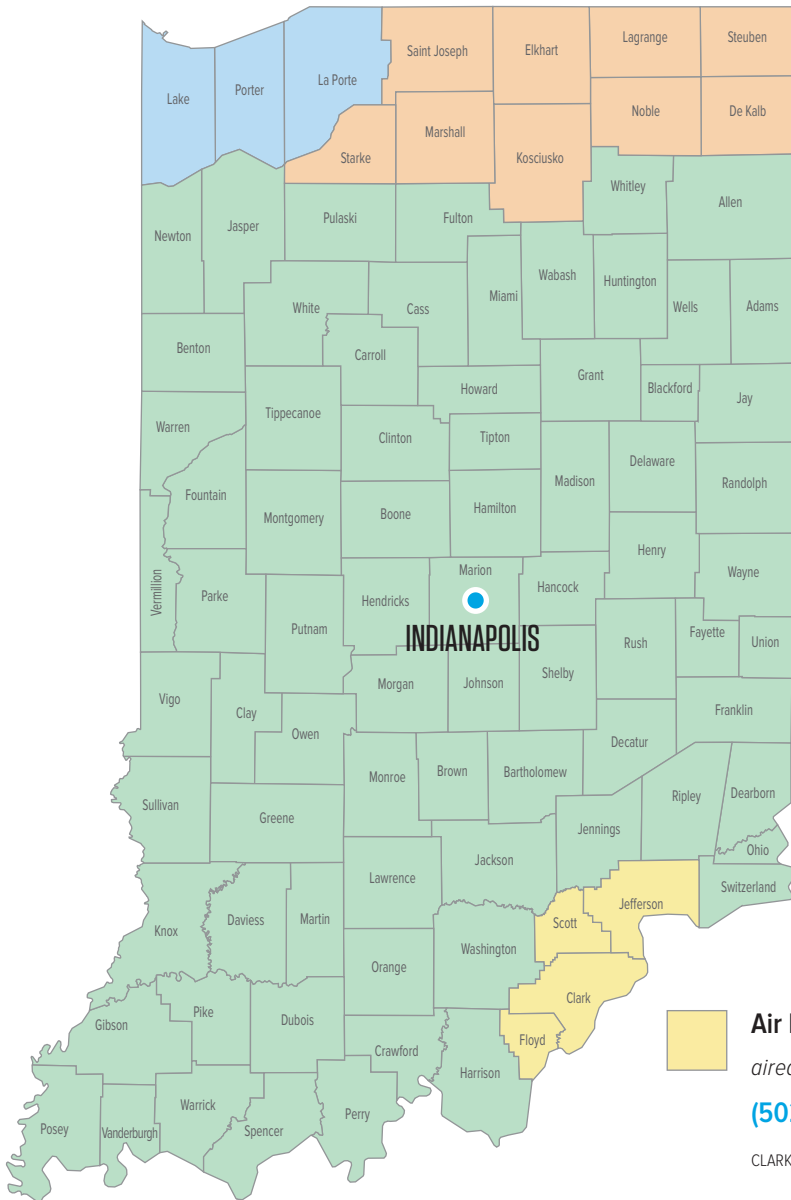 Saint Joseph
Elkhart
Lagrange
Steuben
Lake
Porter
La Porte
Noble
De Kalb
Starke
Marshall
Kosciusko
Whitley
Allen
Newton
Jasper
Pulaski
Fulton
White
Cass
Miami
Wabash
Huntington
Wells
Adams
Benton
Carroll
Howard
Grant
Blackford
Jay
Warren
Tippecanoe
Clinton
Tipton
Madison
Delaware
Randolph
Fountain
Montgomery
Boone
Hamilton
Henry
Wayne
Vermillion
Parke
Putnam
Hendricks
Marion
Hancock
INDIANAPOLIS
Rush
Fayette
Union
Vigo
Clay
Owen
Morgan
Johnson
Shelby
Franklin
Decatur
Sullivan
Greene
Monroe
Brown
Bartholomew
Ripley
Dearborn
Jennings
Ohio
Jackson
Lawrence
Switzerland
Knox
Daviess
Martin
Scott
Jefferson
Washington
Orange
Clark
Gibson
Pike
Dubois
Crawford
Floyd
Harrison
Posey
Vanderburgh
Warrick
Spencer
Perry
Air
aired
(502
CLARK